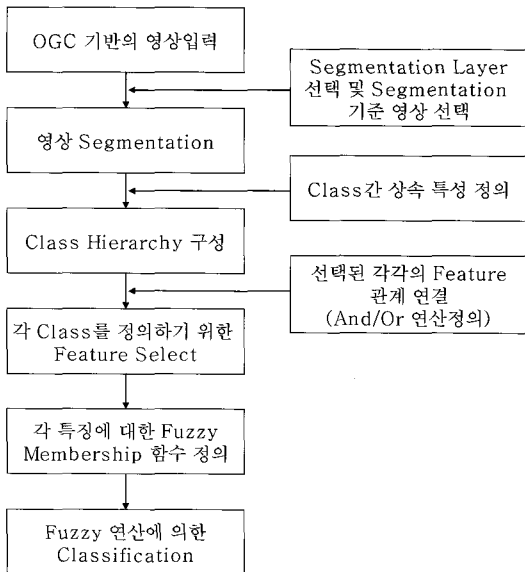 OGC 기반의 영상입력
Segmentation Layer
선택 및 Segmentation
기준 영상 선택
영상 Segmentation
Class간 상속 특성 정의
Class Hierarchy 구성
선택된 각각의 Feature
관계 연결
(And/Or 연산정의)
각 Class를 정의하기 위한
Feature Select
각 특징에 대한 Fuzzy
Membership 함수 정의
Fuzzy 연산에 의한
Classification